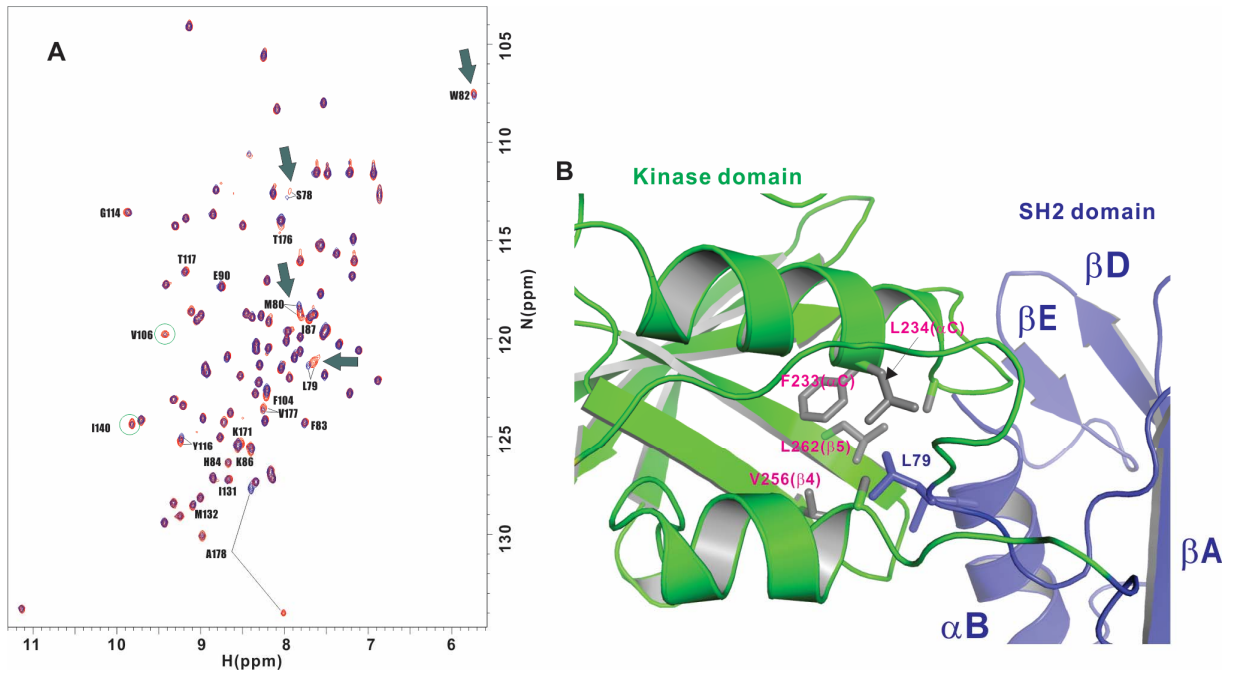 A
105
W82
110
S78
G114
T176
115
T117
E90
N(ppm)
M80
I87
V106
120
L79
F104
V177
I140
F83
K171
Y116
125
H84
K86
I131
M132
130
A178
11
10
9
8
7
6
H(ppm)
B
Kinase domain
SH2 domain
βD
βE
L234(αC)
F233(αC)
L262(β5)
L79
V256(β4)
βA
αB